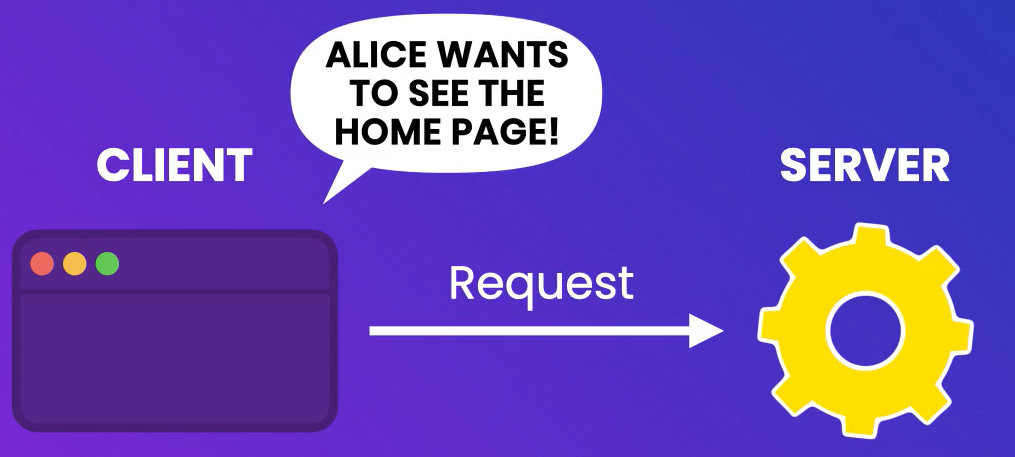 ALICE WANTS
TO SEE THE
HOME PAGE!
CLIENT
SERVER
Request